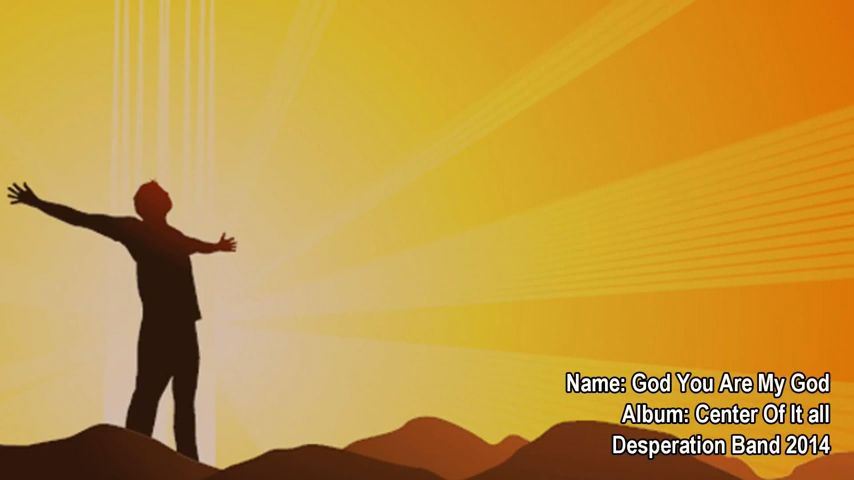 Name: God You Are My God
Album: Center Of It all
Desperation Band 2014